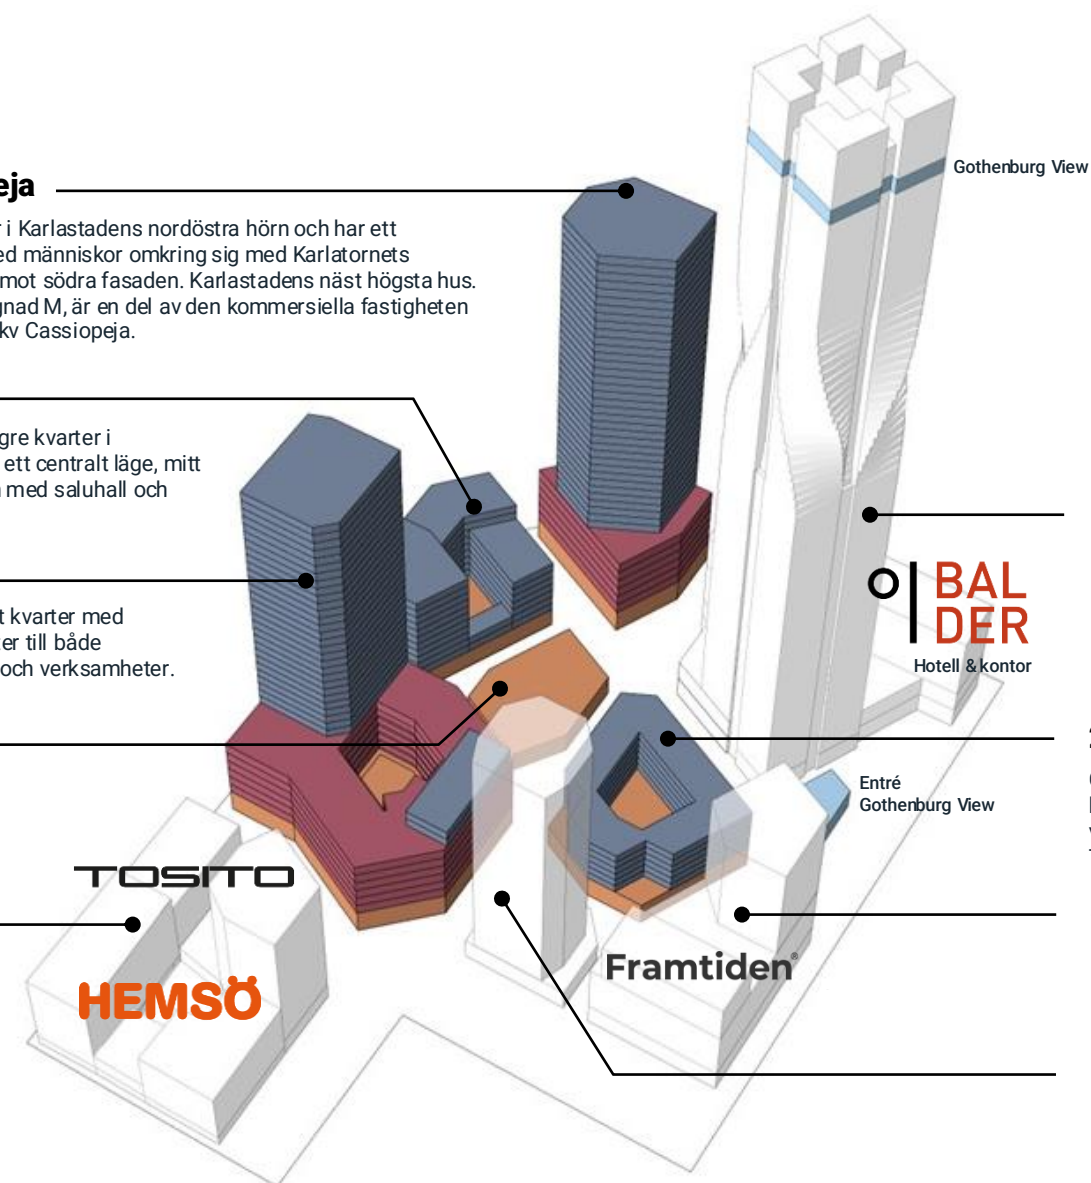 eja
i Karlastadens nordöstra hörn och har ett
ed människor omkring sig med Karlatornets
mot södra fasaden. Karlastadens näst högsta hus.
gnad M, är en del av den kommersiella fastigheten
kv Cassiopeja.
gre kvarter i
ett centralt läge, mitt
med saluhall och
t kvarter med
ter till både
och verksamheter.
Gothenburg View
BAL
DER
Hotell & kontor
Entré
Gothenburg View
TOSITO
HEMSÖ
Framtiden®